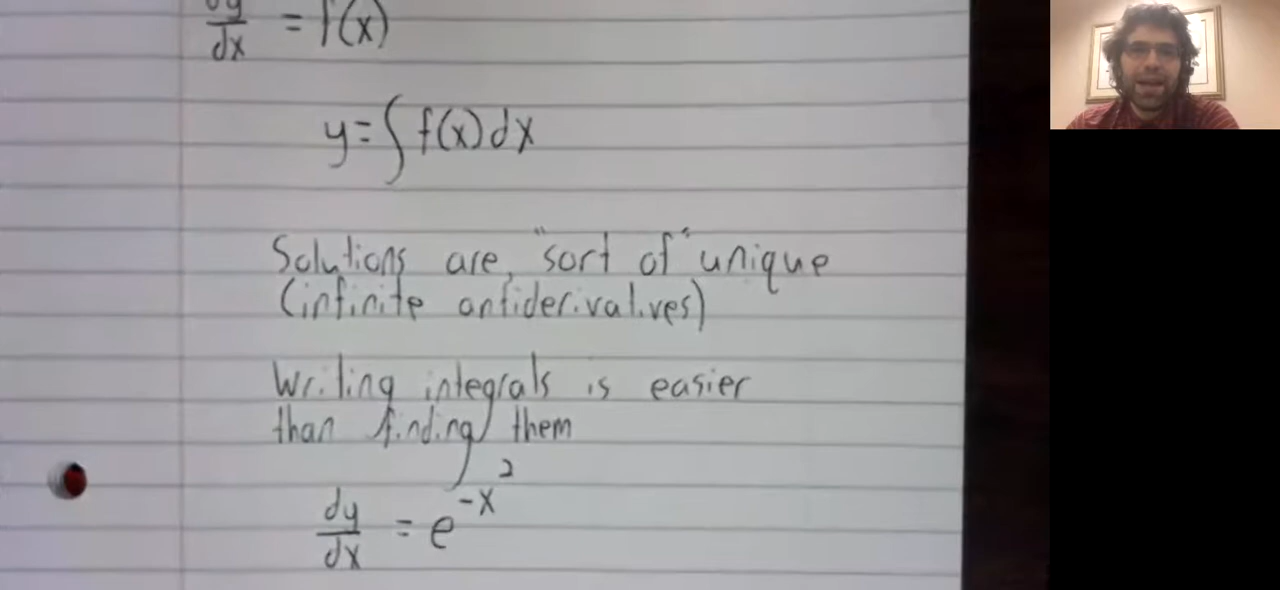 dy/dx = f(x)
y = ∫ f(x) dx
Solutions are "sort of" unique
(infinite antiderivatives)
Writing integrals is easier
than finding them
dy/dx = e^{-x^2}